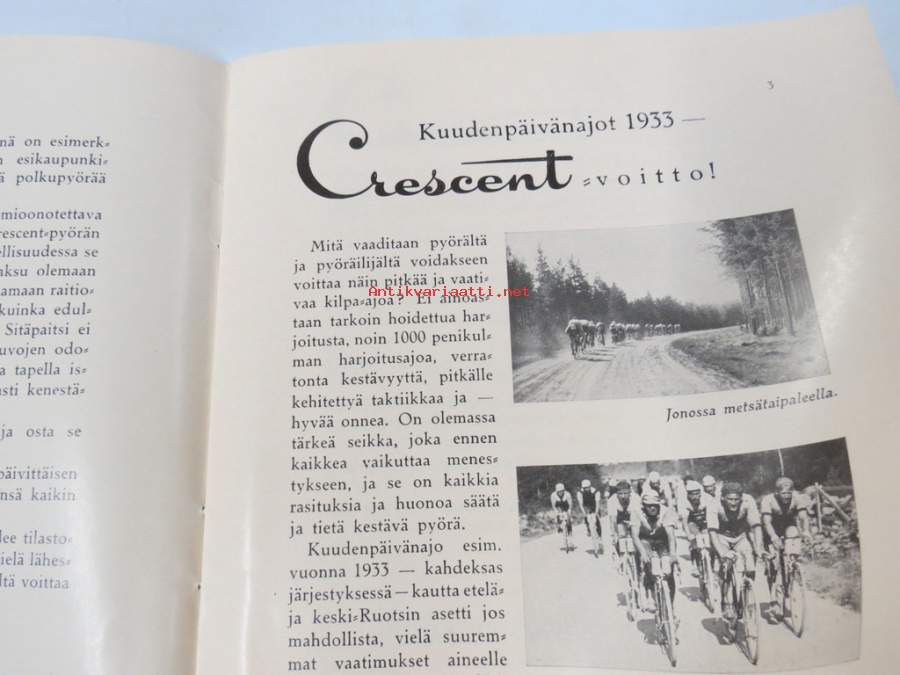 nä on esimerk=
n esikaupunki=
ä polkupyörää
mioonotettava
rescent=pyörän
ellisuudessa se
aksu olemaan
tamaan raitio=
kuinka edul=
Sitäpaitsi ei
uvojen odo=
a tapella is=
asti kenestä=
ja osta se
päivittäisen
nsä kaikin
lee tilasto=
ielä lähes=
ltä voittaa
3
Kuudenpäivänajot 1933 —
Crescent=voitto!
Mitä vaaditaan pyörältä
ja pyöräilijältä voidakseen
voittaa näin pitkää ja vaati=
vaa kilpa=ajoa? Ei ainoas=
Antikvariaatti.net
taan tarkoin hoidettua har=
joitusta, noin 1000 penikul=
man harjoitusajoa, verra=
tonta kestävyyttä, pitkälle
kehitettyä taktiikkaa ja —
hyvää onnea. On olemassa
tärkeä seikka, joka ennen
kaikkea vaikuttaa menes=
tykseen, ja se on kaikkia
rasituksia ja huonoa säätä
ja tietä kestävä pyörä.
Kuudenpäivänajo esim.
vuonna 1933 — kahdeksas
järjestyksessä — kautta etelä=
ja keski=Ruotsin asetti jos
mahdollista, vielä suurem=
mat vaatimukset aineelle
Jonossa metsätaipaleella.